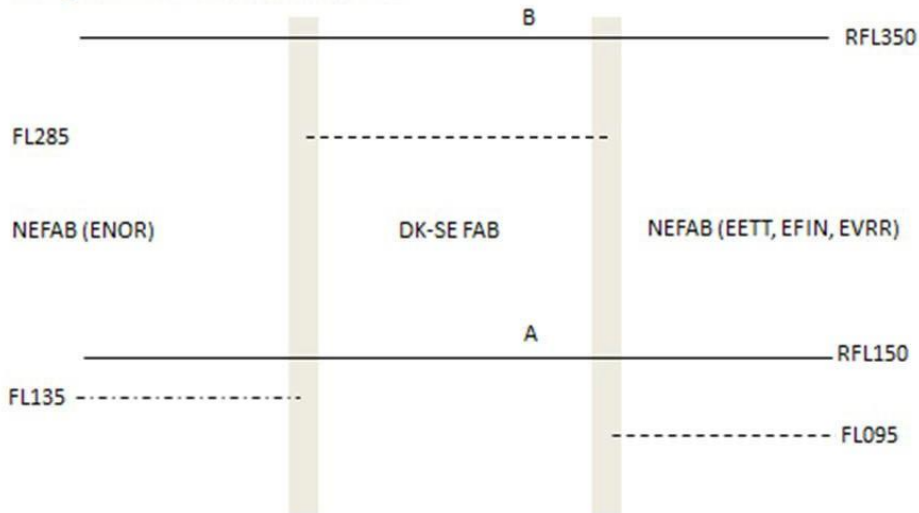 B
RFL350
FL285
NEFAB (ENOR)
DK-SE FAB
NEFAB (EETT, EFIN, EVRR)
A
RFL150
FL135
FL095